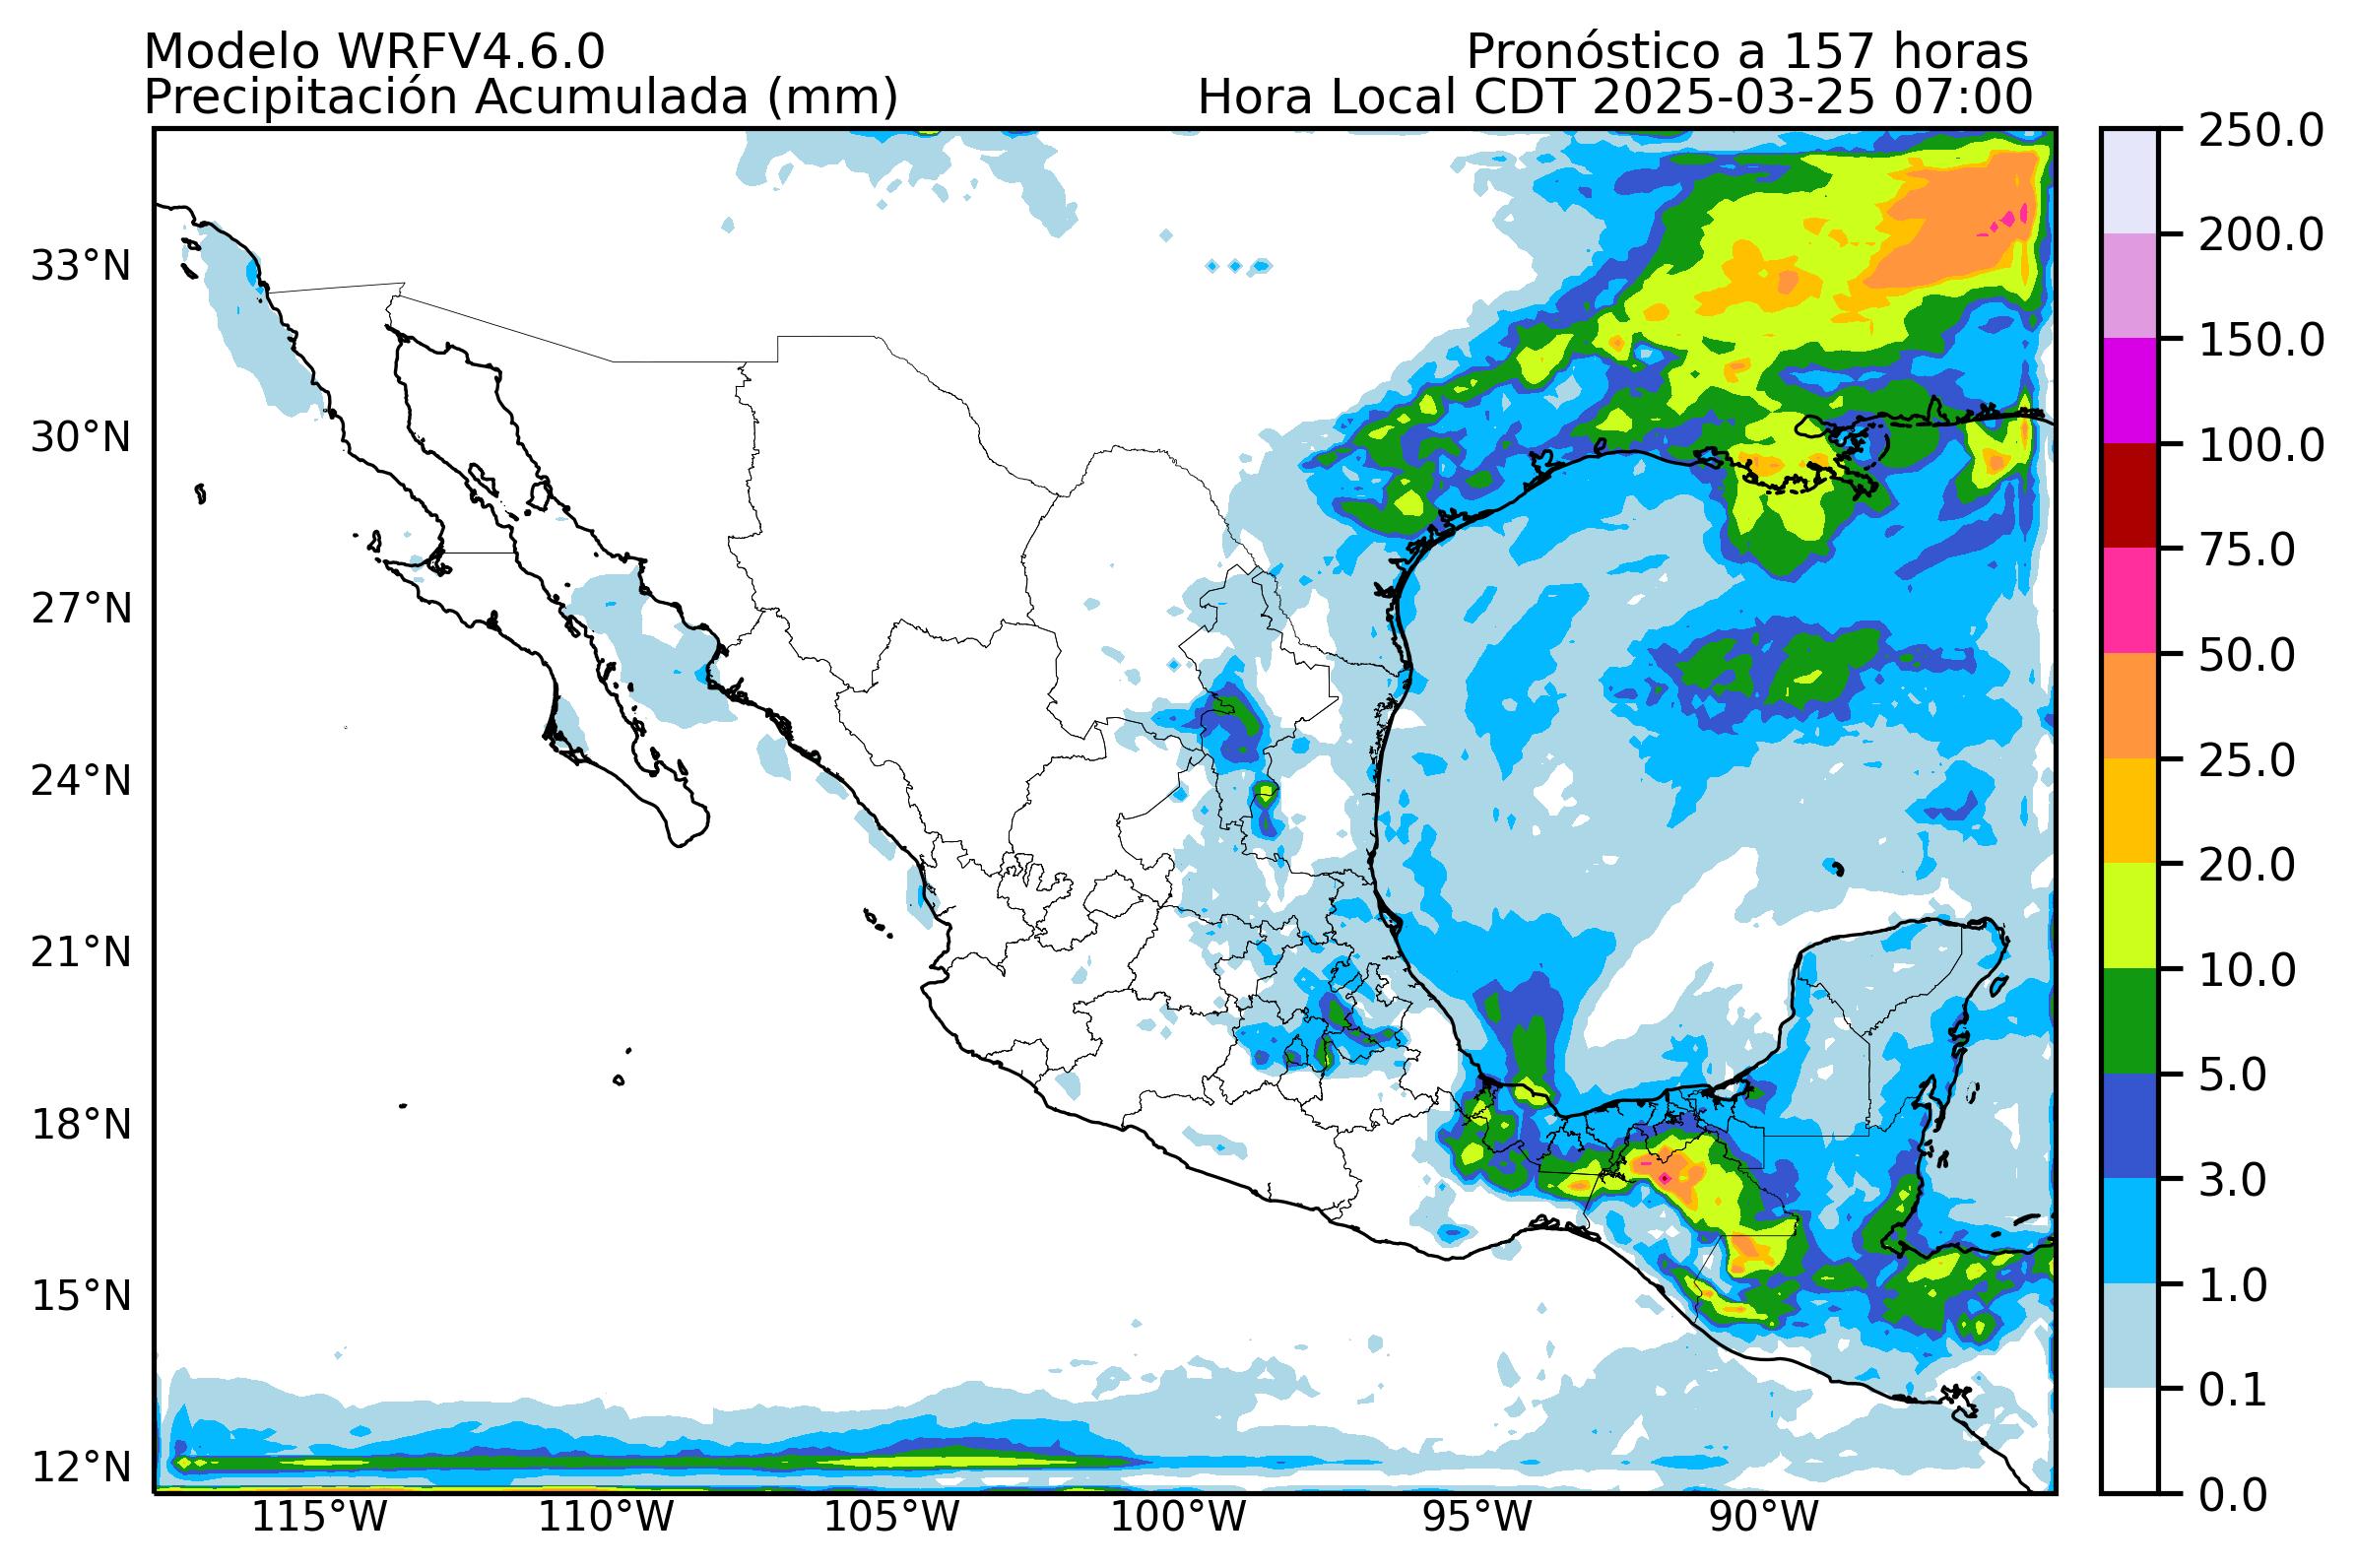 Modelo WRFV4.6.0
Pronóstico a 157 horas
Precipitación Acumulada (mm)
Hora Local CDT 2025-03-25 07:00
250.0
200.0
150.0
100.0
75.0
50.0
25.0
20.0
10.0
5.0
3.0
1.0
0.1
0.0
33°N
30°N
27°N
24°N
21°N
18°N
15°N
12°N
115°W
110°W
105°W
100°W
95°W
90°W